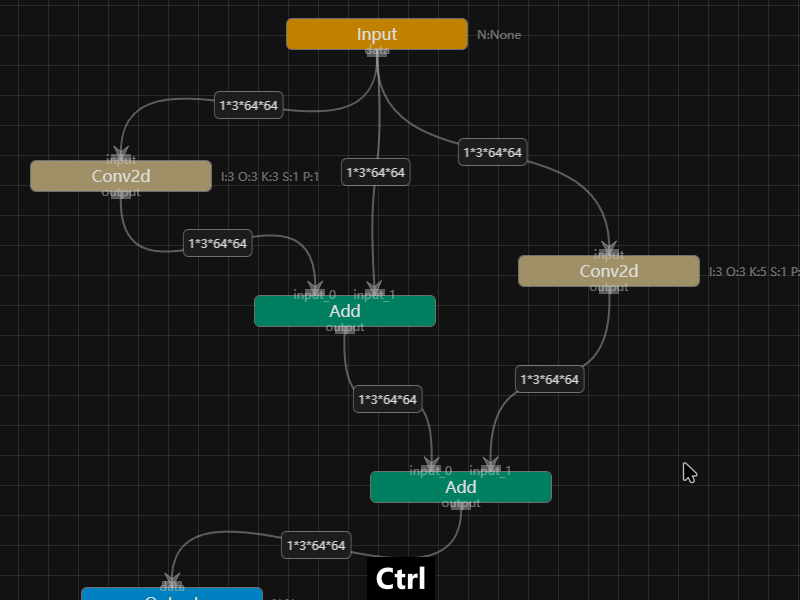 Input N:None
data
1*3*64*64
1*3*64*64
input
1*3*64*64
Conv2d I:3 O:3 K:3 S:1 P:1
output
1*3*64*64
input
Conv2d I:3 O:3 K:5 S:1 P:
output
input_0 input_1
Add
output
1*3*64*64
1*3*64*64
input_0 input_1
Add
output
1*3*64*64
Ctrl
data